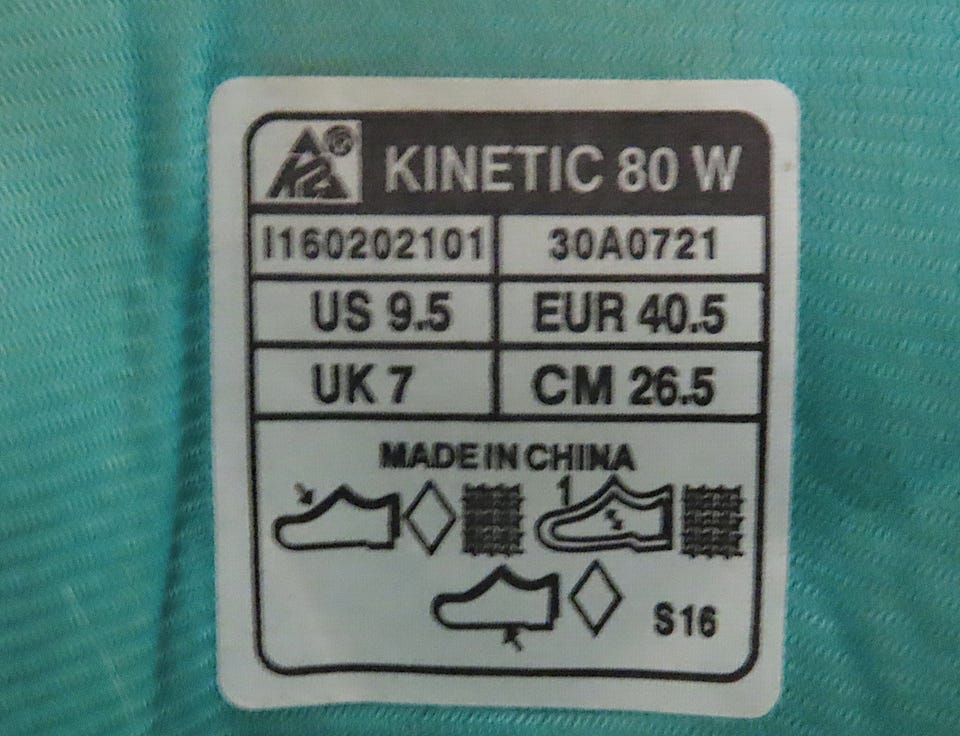 K2 KINETIC 80 W
I160202101 30A0721
US 9.5 EUR 40.5
UK 7 CM 26.5
MADE IN CHINA
1
S16